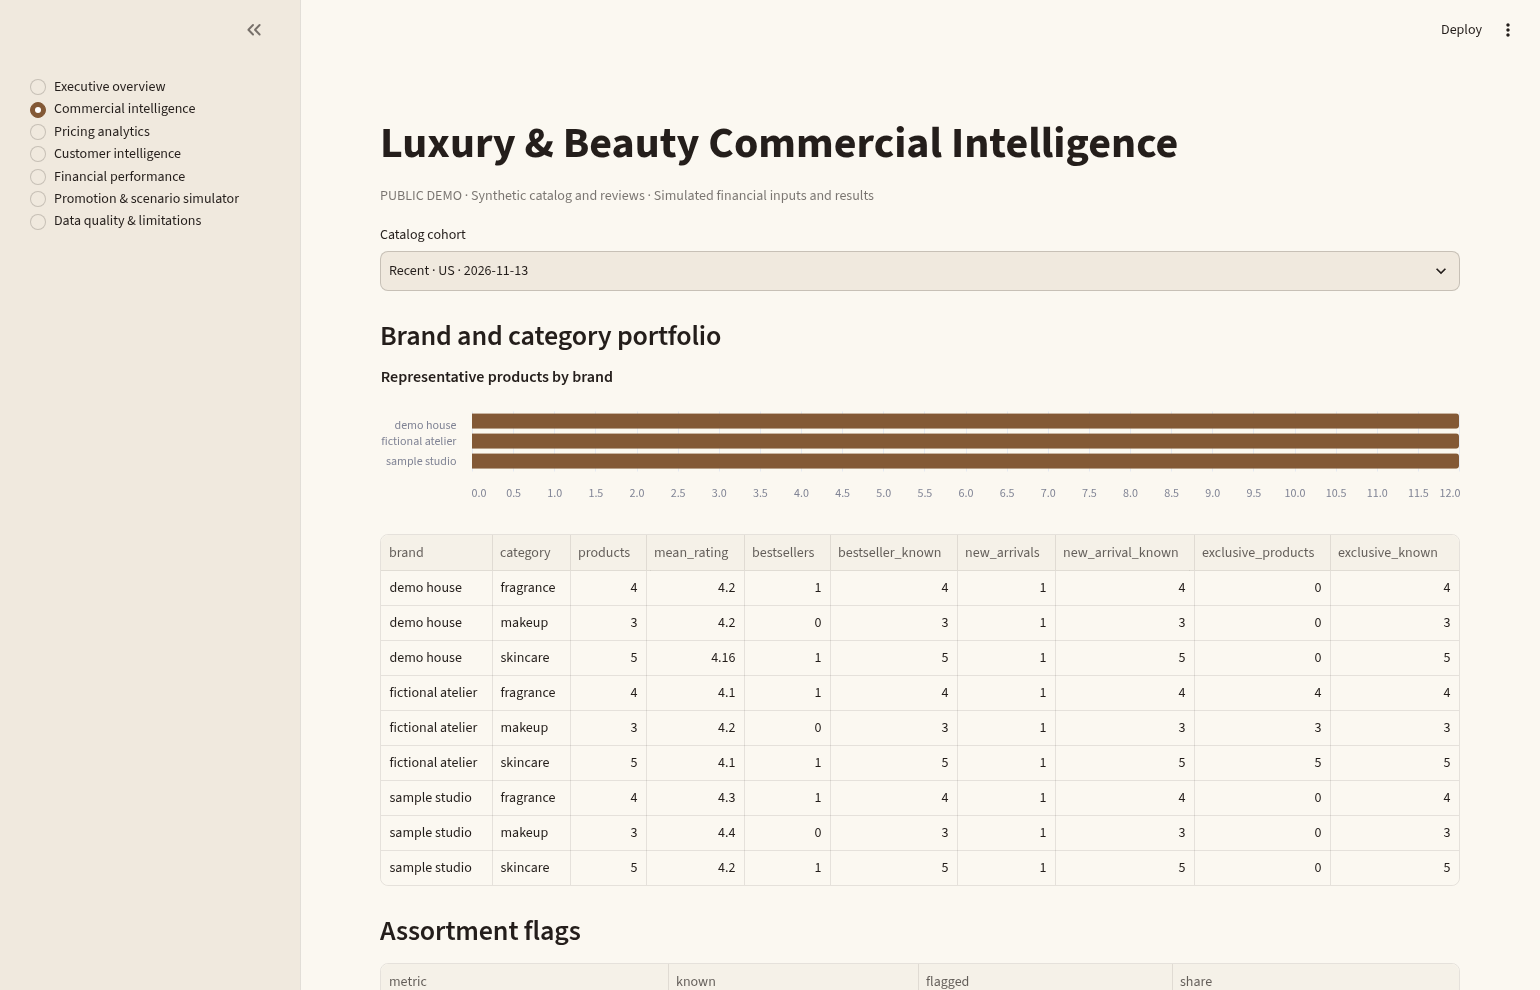 Deploy
Executive overview
Commercial intelligence
Pricing analytics
Customer intelligence
Financial performance
Promotion & scenario simulator
Data quality & limitations
Luxury & Beauty Commercial Intelligence
PUBLIC DEMO · Synthetic catalog and reviews · Simulated financial inputs and results
Catalog cohort
Recent · US · 2026-11-13
Brand and category portfolio
Representative products by brand
demo house
fictional atelier
sample studio
0.0 0.5 1.0 1.5 2.0 2.5 3.0 3.5 4.0 4.5 5.0 5.5 6.0 6.5 7.0 7.5 8.0 8.5 9.0 9.5 10.0 10.5 11.0 11.5 12.0
brand category products mean_rating bestsellers bestseller_known new_arrivals new_arrival_known exclusive_products exclusive_known
demo house fragrance 4 4.2 1 4 1 4 0 4
demo house makeup 3 4.2 0 3 1 3 0 3
demo house skincare 5 4.16 1 5 1 5 0 5
fictional atelier fragrance 4 4.1 1 4 1 4 4 4
fictional atelier makeup 3 4.2 0 3 1 3 3 3
fictional atelier skincare 5 4.1 1 5 1 5 5 5
sample studio fragrance 4 4.3 1 4 1 4 0 4
sample studio makeup 3 4.4 0 3 1 3 0 3
sample studio skincare 5 4.2 1 5 1 5 0 5
Assortment flags
metric known flagged share